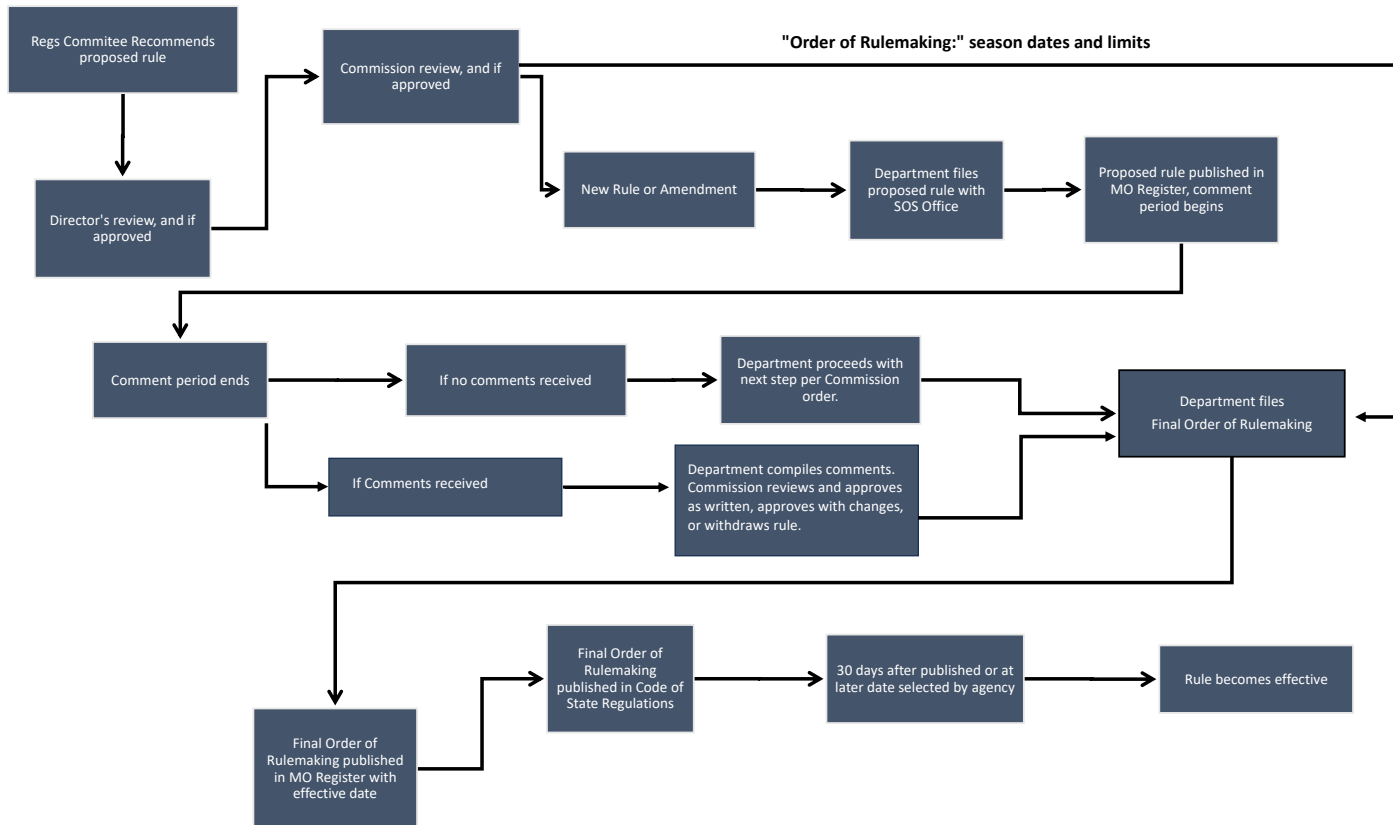 Regs Commitee Recommends
proposed rule
Commission review, and if
approved
"Order of Rulemaking:" season dates and limits
Director's review, and if
approved
New Rule or Amendment
Department files
proposed rule with
SOS Office
Proposed rule published in
MO Register, comment
period begins
Comment period ends
If no comments received
Department proceeds with
next step per Commission
order.
Department files
Final Order of Rulemaking
If Comments received
Department compiles comments.
Commission reviews and approves
as written, approves with changes,
or withdraws rule.
Final Order of
Rulemaking published
in MO Register with
effective date
Final Order of
Rulemaking
published in Code of
State Regulations
30 days after published or at
later date selected by agency
Rule becomes effective